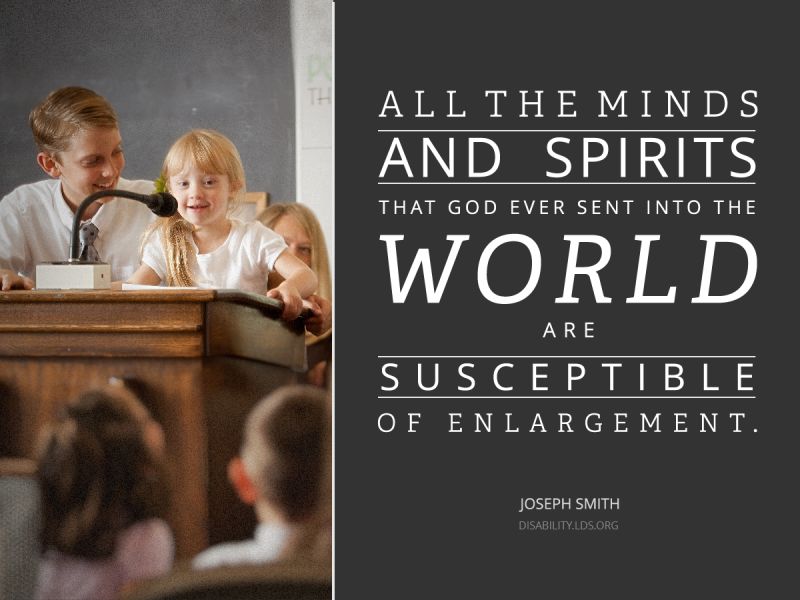 ALL THE MINDS
AND SPIRITS
THAT GOD EVER SENT INTO THE
WORLD
ARE
SUSCEPTIBLE
OF ENLARGEMENT.
JOSEPH SMITH
DISABILITY.LDS.ORG